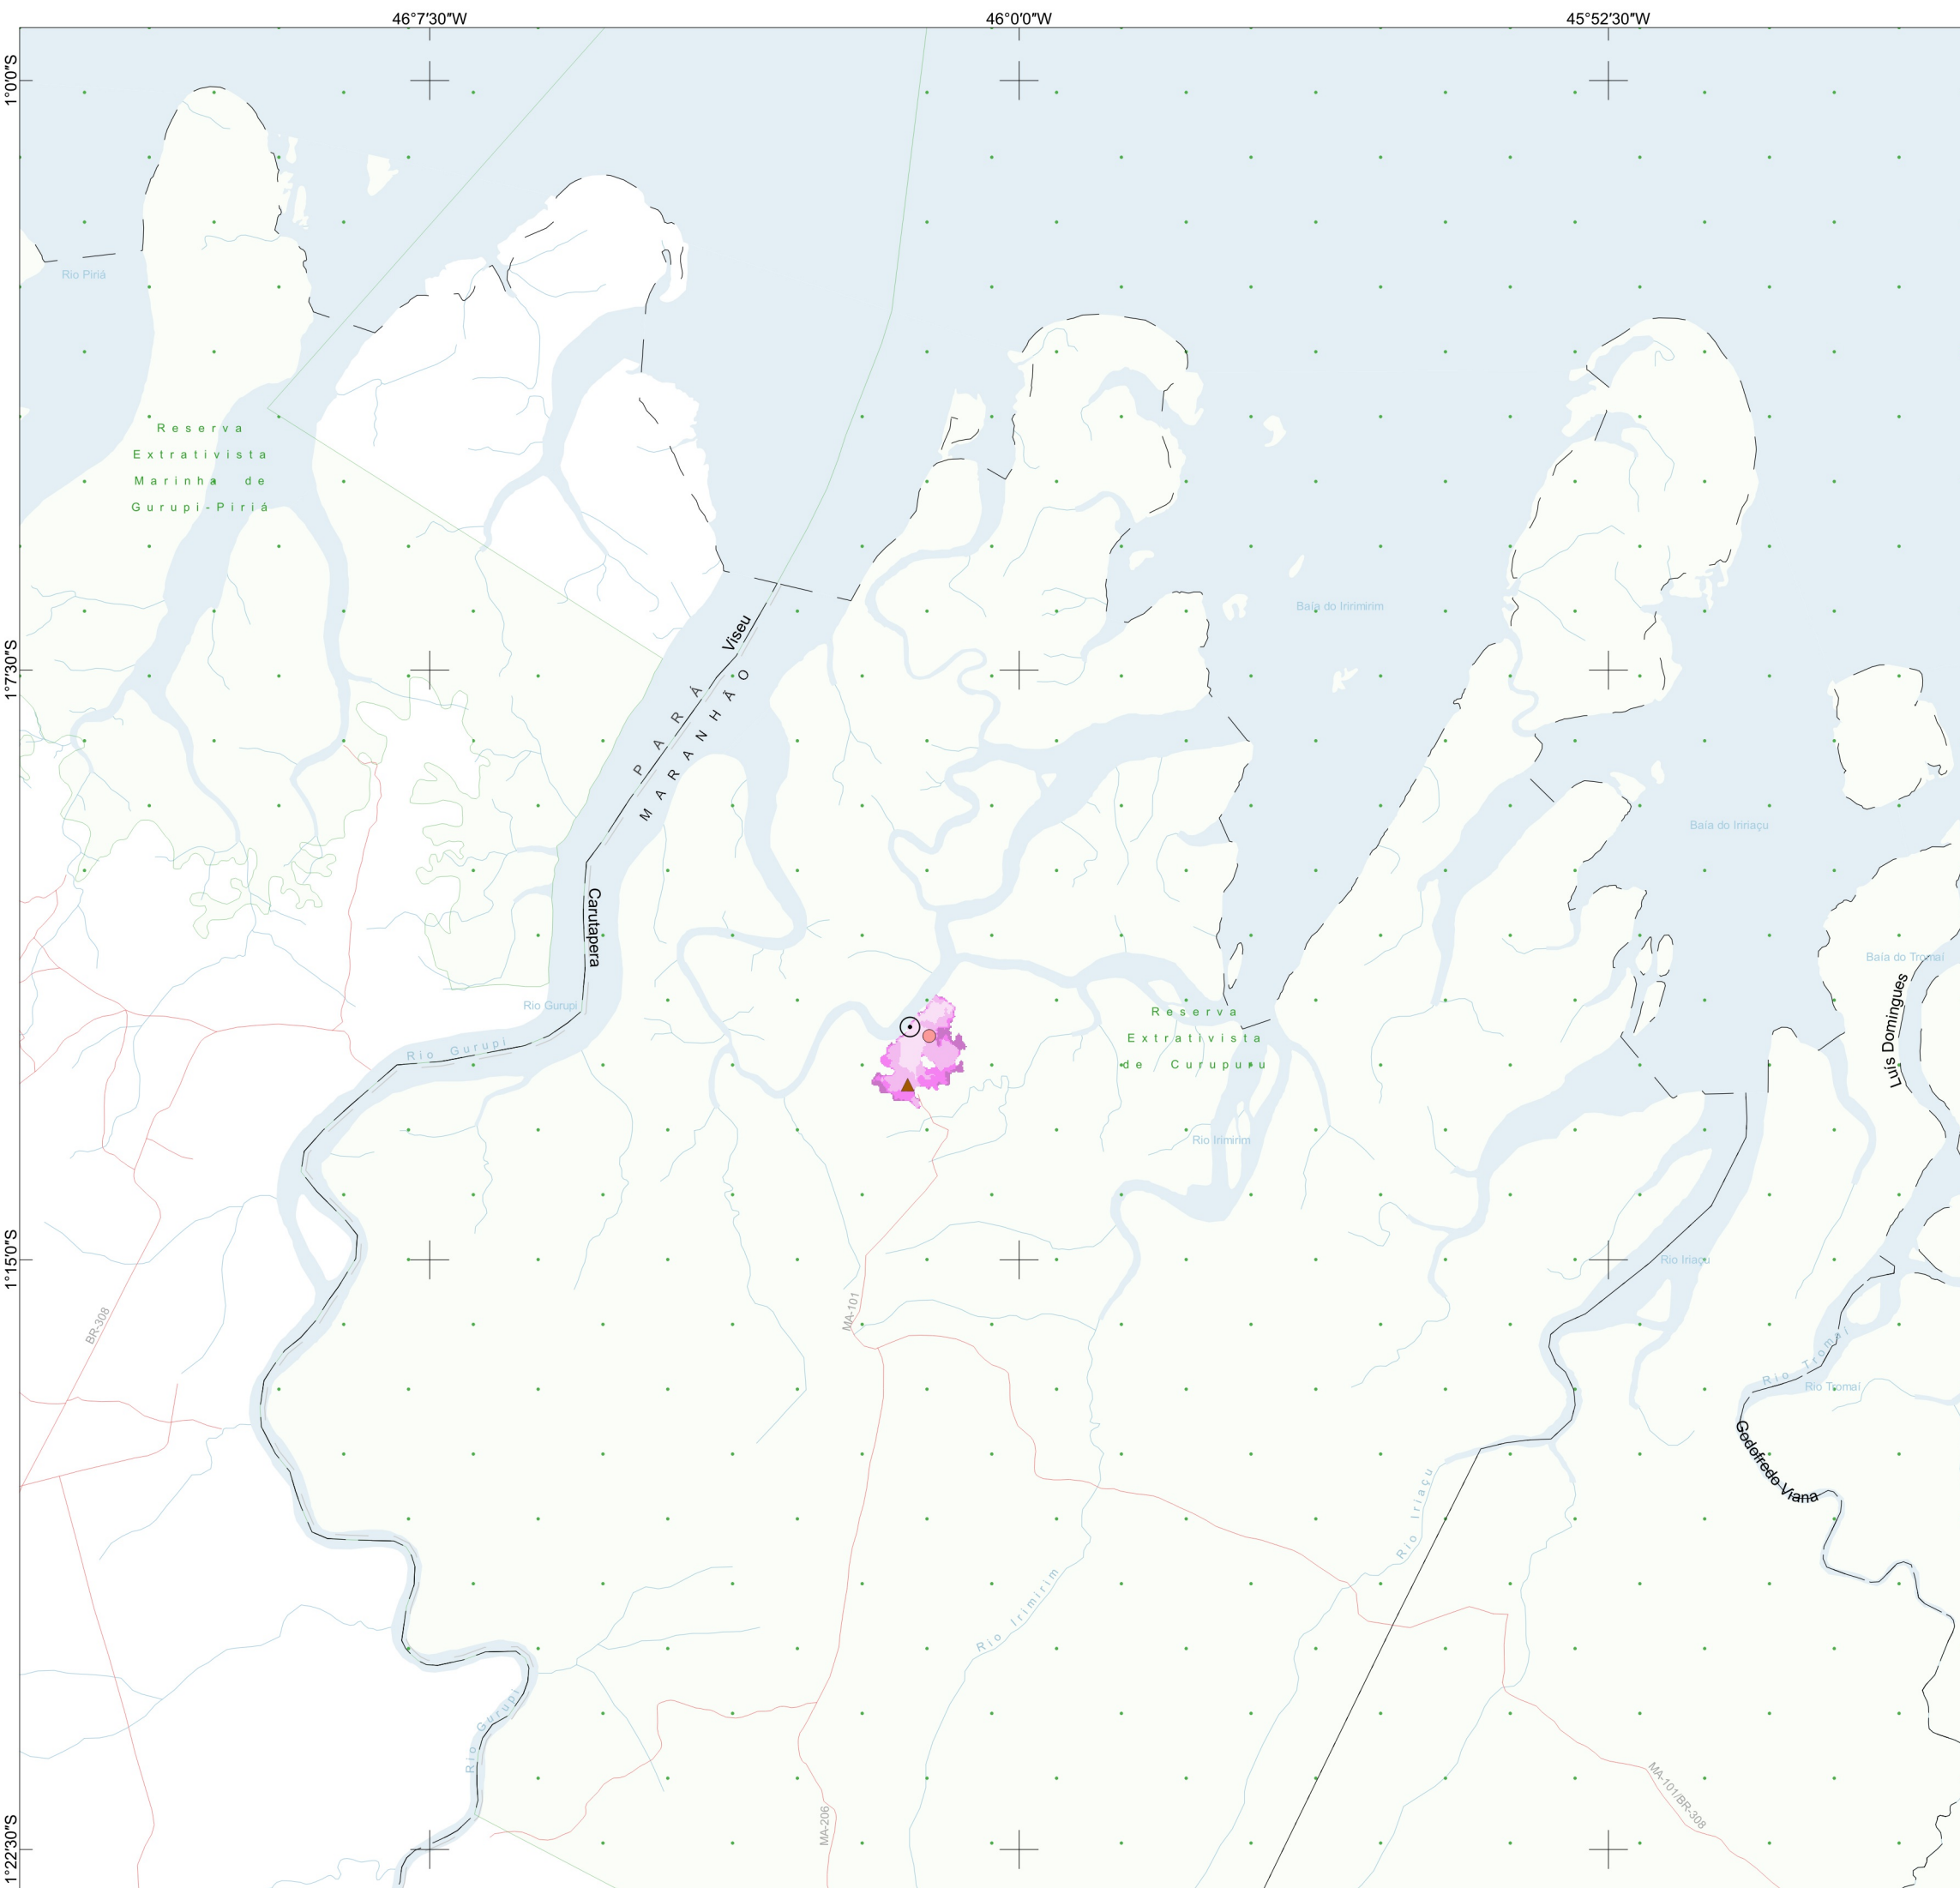 46°7'30"W
46°0'0"W
45°52'30"W
1°0'0"S
Rio Piriá
Reserva
Extrativista
Marinha de
Gurupi-Piriá
Baía do Iririmirim
Viseu
1°7'30"S
PARÁ
MARANHÃO
Baía do Iririaçu
Carutapera
Baía do Tromaí
Luís Domingues
Rio Gurupi
Reserva
Extrativista
de Cururupu
Rio Gurupi
Rio Irimirim
1°15'0"S
Rio Iriaçu
BR-308
MA-101
Rio Tromaí
Rio Tromaí
Godofredo Viana
Rio Iriaçu
Rio Irimirim
Rio Gurupi
MA-206
MA-101/BR-308
1°22'30"S